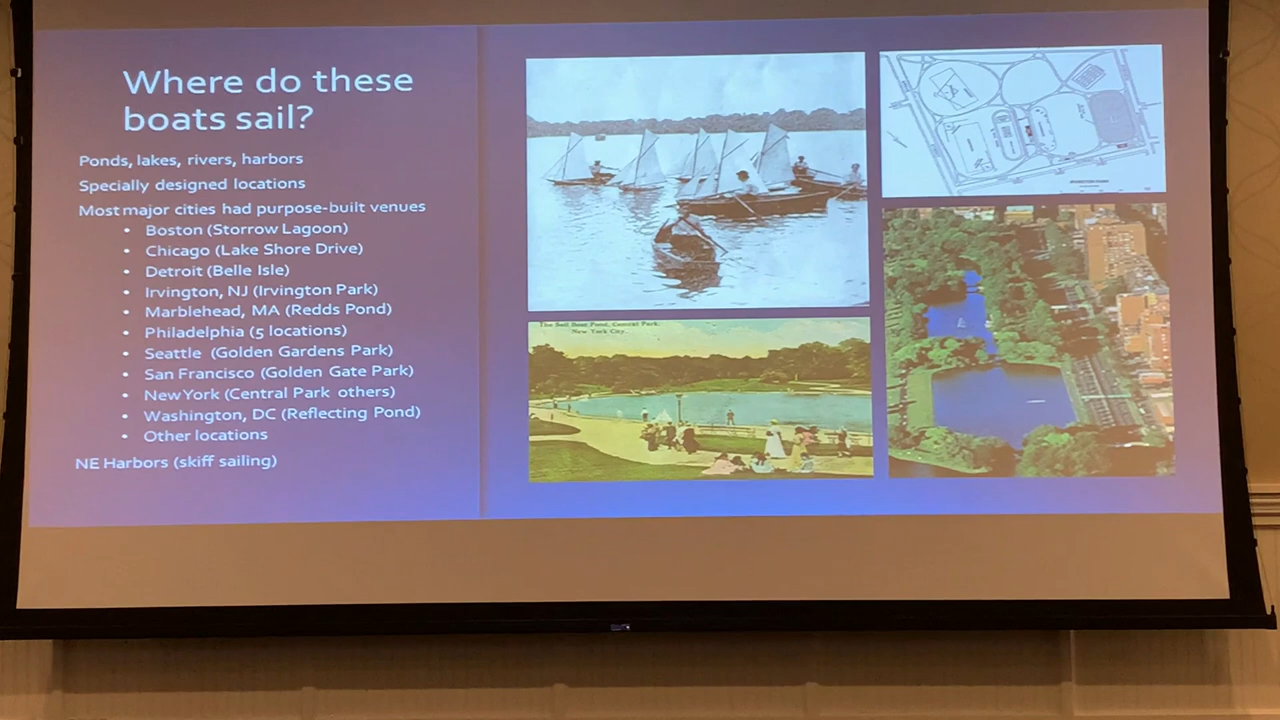 Where do these
boats sail?
Ponds, lakes, rivers, harbors
Specially designed locations
Most major cities had purpose-built venues
• Boston (Storrow Lagoon)
• Chicago (Lake Shore Drive)
• Detroit (Belle Isle)
• Irvington, NJ (Irvington Park)
• Marblehead, MA (Redds Pond)
• Philadelphia (5 locations)
• Seattle (Golden Gardens Park)
• San Francisco (Golden Gate Park)
• New York (Central Park others)
• Washington, DC (Reflecting Pond)
• Other locations
NE Harbors (skiff sailing)
The Sail Boat Pond, Central Park.
New York City.